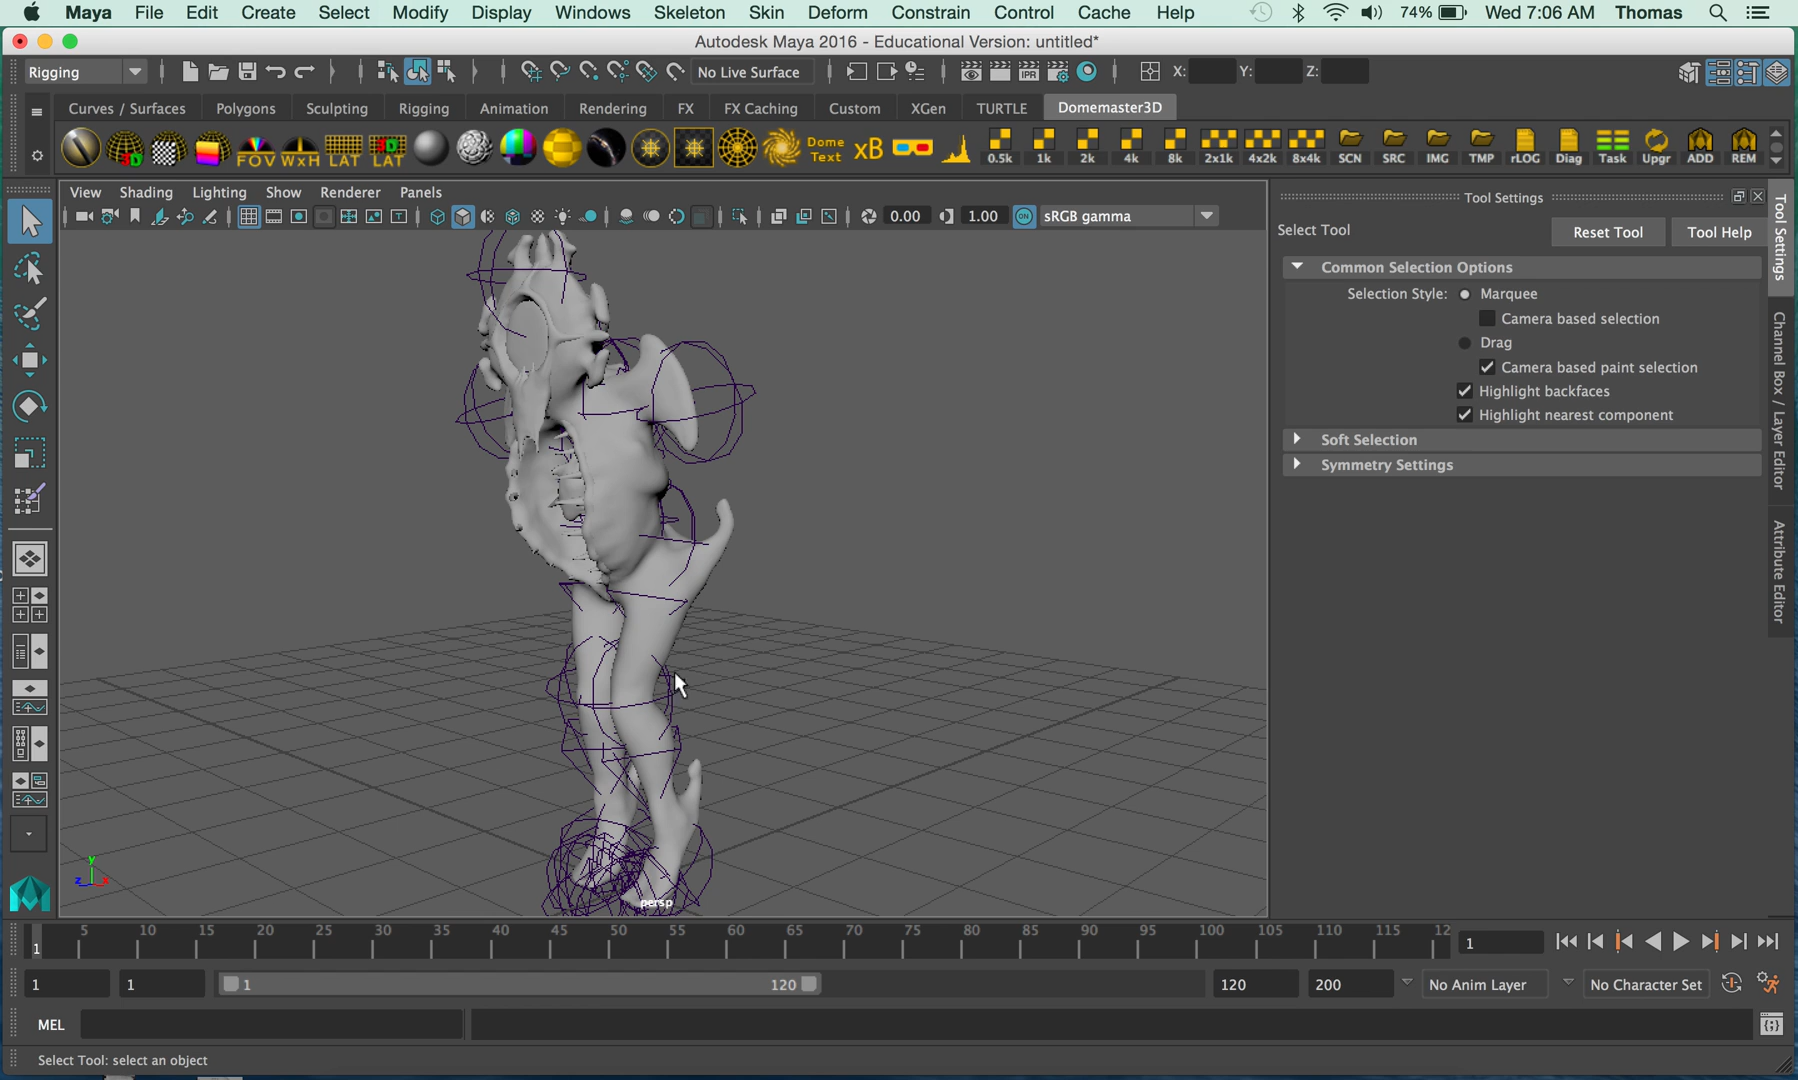 Maya File Edit Create Select Modify Display Windows Skeleton Skin Deform Constrain Control Cache Help 74% Wed 7:06 AM Thomas
Autodesk Maya 2016 - Educational Version: untitled*
Rigging No Live Surface X: Y: Z:
Curves / Surfaces Polygons Sculpting Rigging Animation Rendering FX FX Caching Custom XGen TURTLE Domemaster3D
3D FOV WxH LAT 3D LAT Dome Text xB 0.5k 1k 2k 4k 8k 2x1k 4x2k 8x4k SCN SRC IMG TMP rLOG Diag Task Upgr ADD REM
View Shading Lighting Show Renderer Panels
0.00 1.00 ON sRGB gamma
Tool Settings
Select Tool Reset Tool Tool Help
Common Selection Options
Selection Style: Marquee
Camera based selection
Drag
Camera based paint selection
Highlight backfaces
Highlight nearest component
Soft Selection
Symmetry Settings
Tool Settings
Channel Box / Layer Editor
Attribute Editor
y
z x
persp
1 5 10 15 20 25 30 35 40 45 50 55 60 65 70 75 80 85 90 95 100 105 110 115 12 1
1 1 1 120 120 200 No Anim Layer No Character Set
MEL
Select Tool: select an object